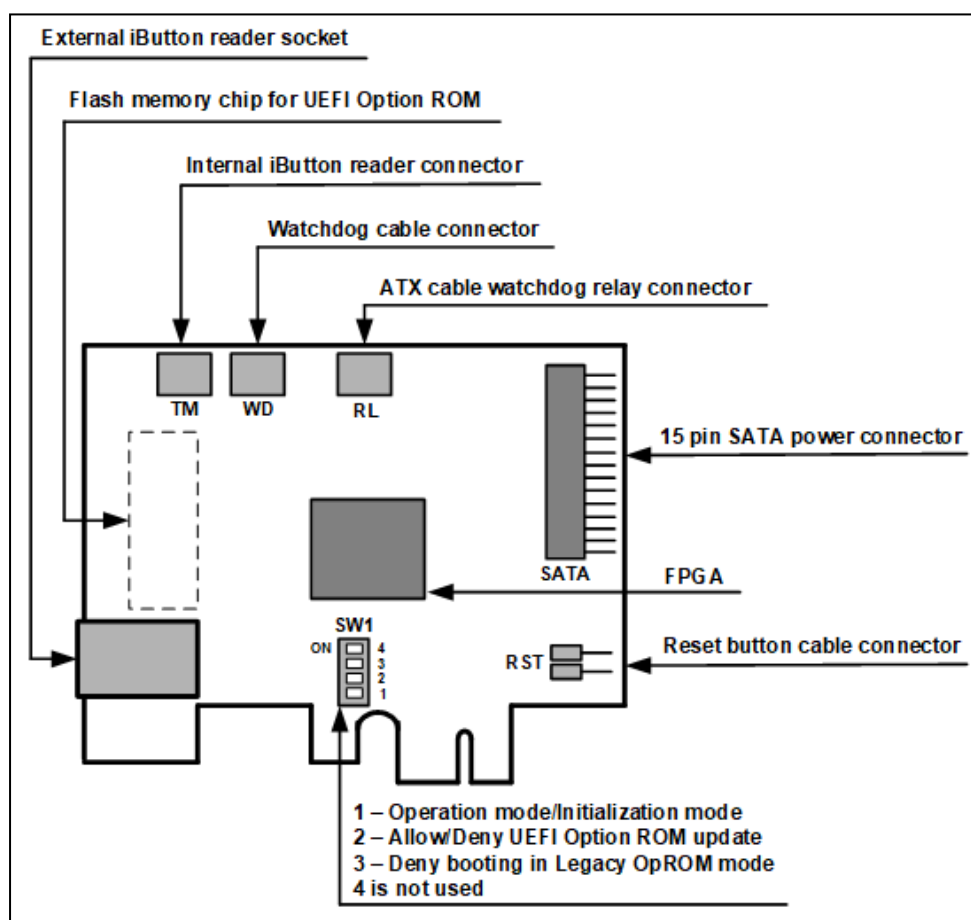 External iButton reader socket
Flash memory chip for UEFI Option ROM
Internal iButton reader connector
Watchdog cable connector
ATX cable watchdog relay connector
TM
WD
RL
15 pin SATA power connector
SATA
FPGA
SW1
ON
4
3
2
1
RST
Reset button cable connector
1 – Operation mode/Initialization mode
2 – Allow/Deny UEFI Option ROM update
3 – Deny booting in Legacy OpROM mode
4 is not used